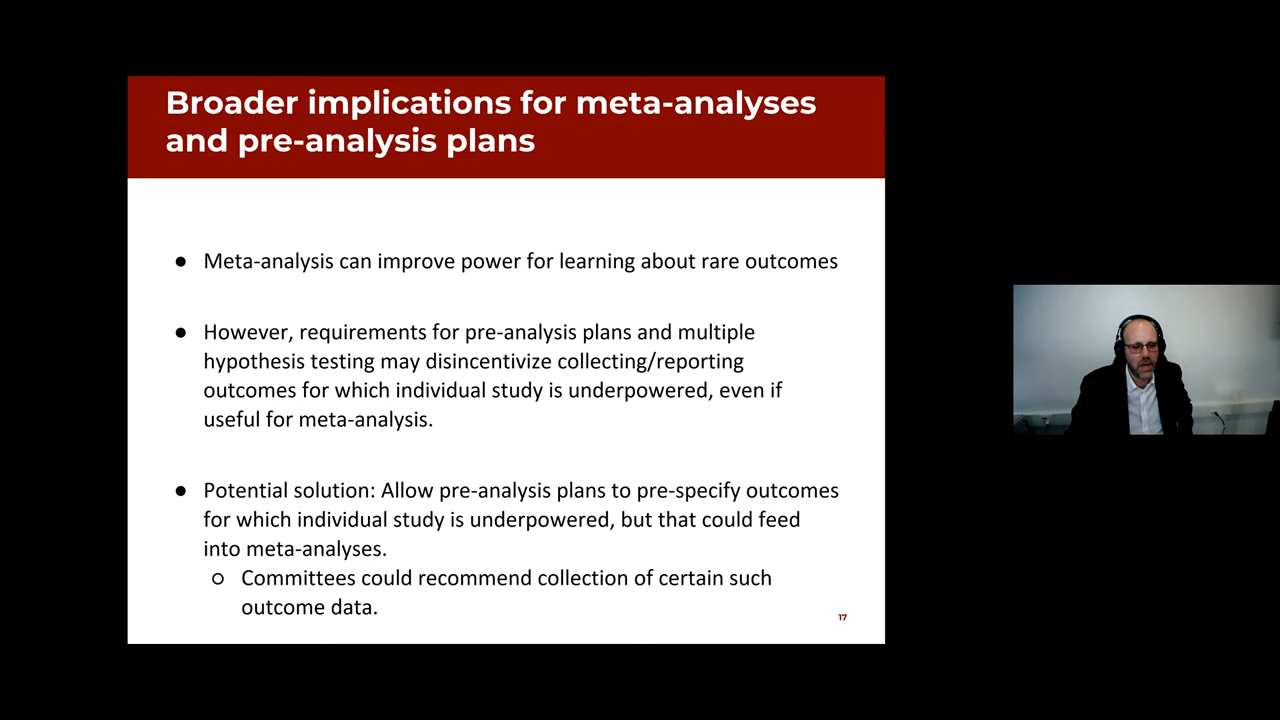 Broader implications for meta-analyses
and pre-analysis plans
● Meta-analysis can improve power for learning about rare outcomes
● However, requirements for pre-analysis plans and multiple
hypothesis testing may disincentivize collecting/reporting
outcomes for which individual study is underpowered, even if
useful for meta-analysis.
● Potential solution: Allow pre-analysis plans to pre-specify outcomes
for which individual study is underpowered, but that could feed
into meta-analyses.
○ Committees could recommend collection of certain such
outcome data.
17